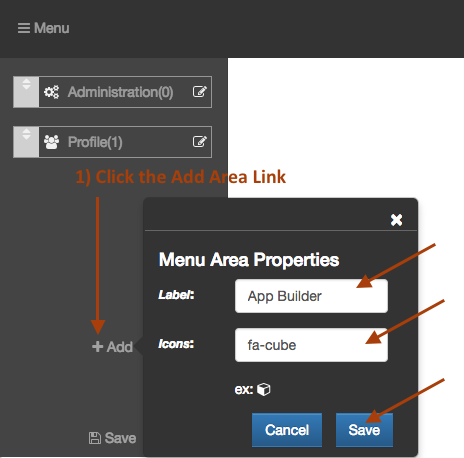 Menu
Administration(0)
Profile(1)
1) Click the Add Area Link
Menu Area Properties
Label:
App Builder
Icons:
fa-cube
+ Add
ex:
Cancel
Save
Save